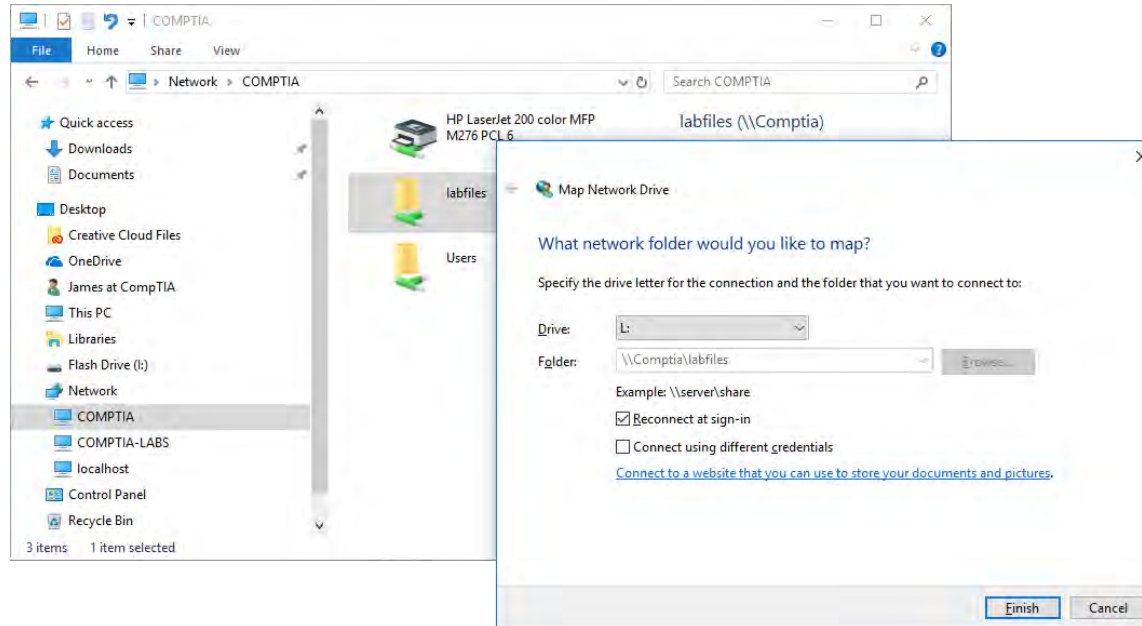 COMPTIA
File Home Share View
Network COMPTIA
Search COMPTIA
Quick access
Downloads
Documents
Desktop
Creative Cloud Files
OneDrive
James at CompTIA
This PC
Libraries
Flash Drive (I:)
Network
COMPTIA
COMPTIA-LABS
localhost
Control Panel
Recycle Bin
3 items 1 item selected
HP LaserJet 200 color MFP
M276 PCL 6
labfiles
Users
labfiles (\\Comptia)
Map Network Drive
What network folder would you like to map?
Specify the drive letter for the connection and the folder that you want to connect to:
Drive: L:
Folder: \\Comptia\labfiles Browse...
Example: \\server\share
Reconnect at sign-in
Connect using different credentials
Connect to a website that you can use to store your documents and pictures.
Finish Cancel